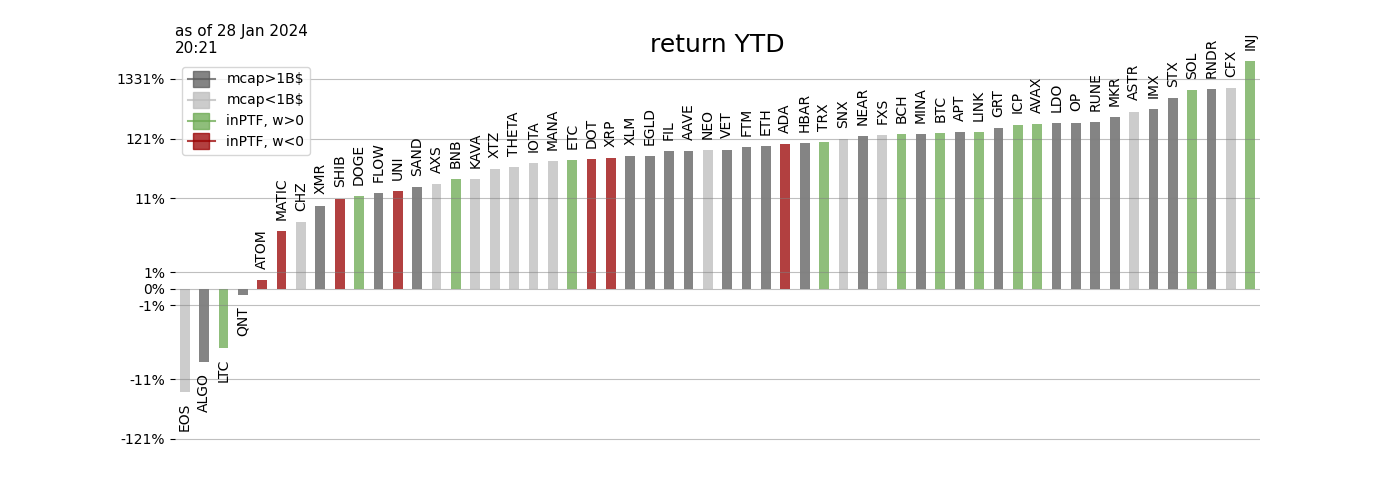 as of 28 Jan 2024
20:21
return YTD
mcap>1B$
mcap<1B$
inPTF, w>0
inPTF, w<0
1331%
121%
11%
1%
0%
-1%
-11%
-121%
EOS
ALGO
LTC
QNT
ATOM
MATIC
CHZ
XMR
SHIB
DOGE
FLOW
UNI
SAND
AXS
BNB
KAVA
XTZ
THETA
IOTA
MANA
ETC
DOT
XRP
XLM
EGLD
FIL
AAVE
NEO
VET
FTM
ETH
ADA
HBAR
TRX
SNX
NEAR
FXS
BCH
MINA
BTC
APT
LINK
GRT
ICP
AVAX
LDO
OP
RUNE
MKR
ASTR
IMX
STX
SOL
RNDR
CFX
INJ